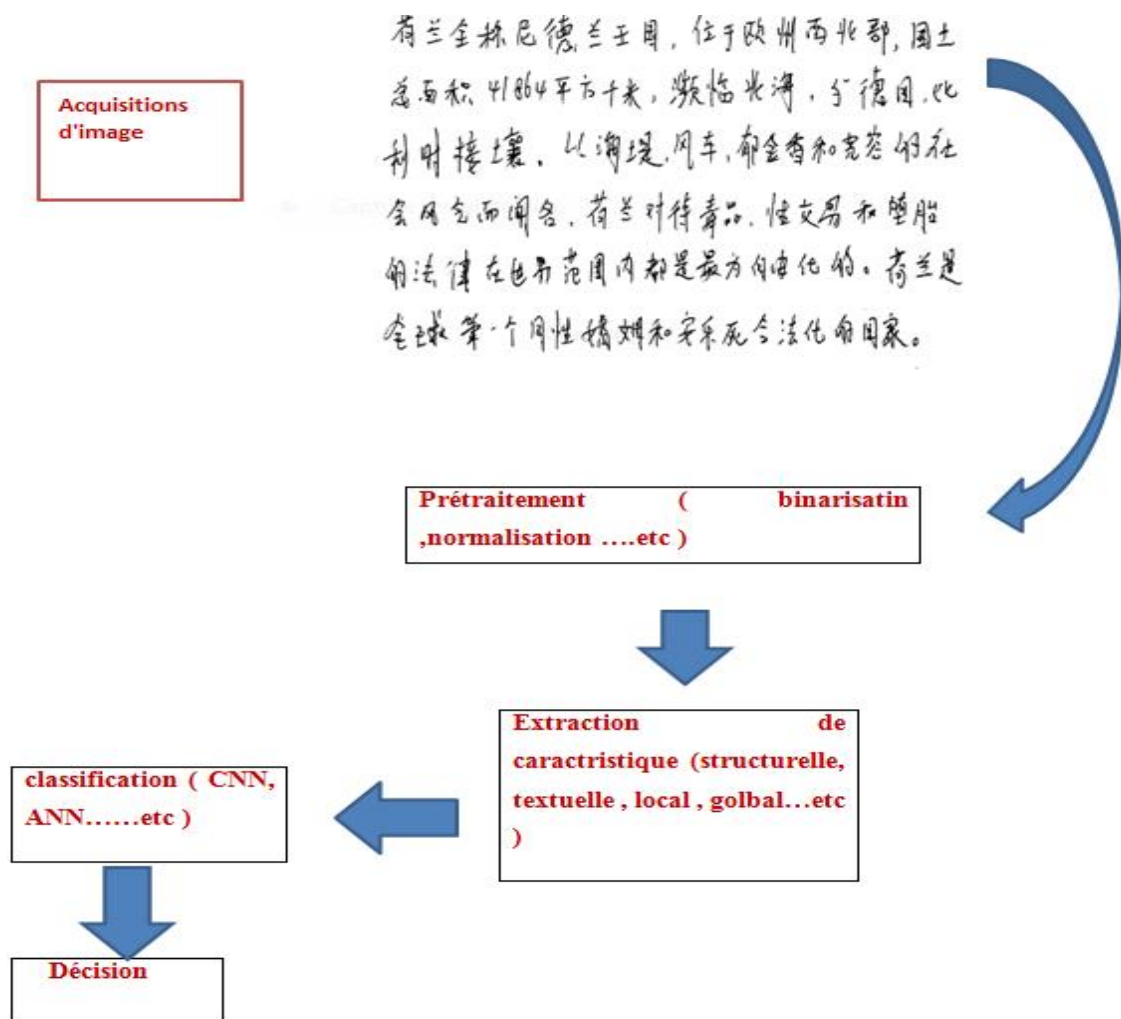 Acquisitions
d'image
荷兰全称尼德兰王国，位于欧州西北部，国土
总面积41864平方千米，濒临北海，与德国、比
利时接壤。以海堤、风车、郁金香和宽容的社
会风气而闻名，荷兰对待毒品、性交易和堕胎
的法律在世界范围内都是最为自由化的。荷兰是
全球第一个同性婚姻和安乐死合法化的国家。
Prétraitement ( binarisatin
,normalisation ….etc )
Extraction de
caractristique (structurelle,
textuelle , local , golbal…etc
)
classification ( CNN,
ANN……etc )
Décision